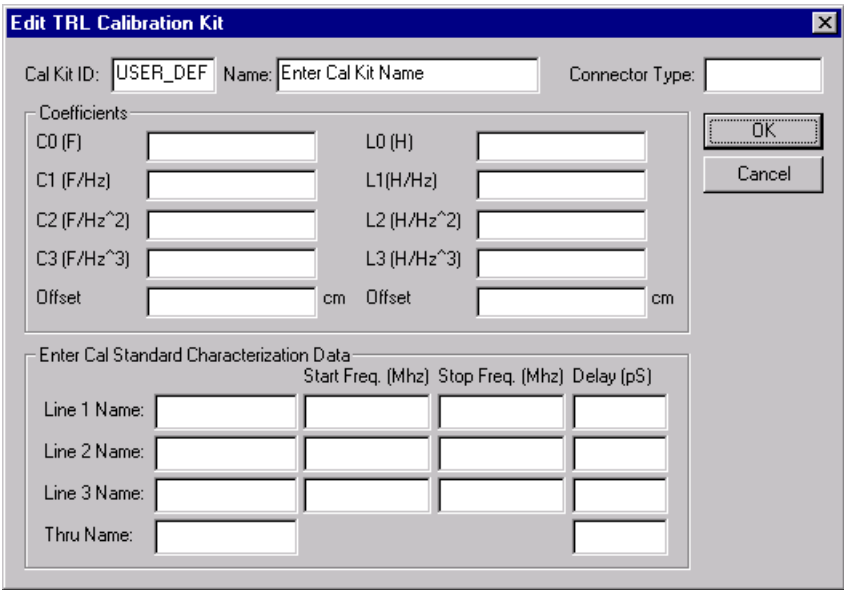 Edit TRL Calibration Kit
Cal Kit ID: USER_DEF Name: Enter Cal Kit Name Connector Type:
Coefficients
C0 (F) L0 (H) OK
C1 (F/Hz) L1(H/Hz) Cancel
C2 (F/Hz^2) L2 (H/Hz^2)
C3 (F/Hz^3) L3 (H/Hz^3)
Offset cm Offset cm
Enter Cal Standard Characterization Data
Start Freq. (Mhz) Stop Freq. (Mhz) Delay (pS)
Line 1 Name:
Line 2 Name:
Line 3 Name:
Thru Name: